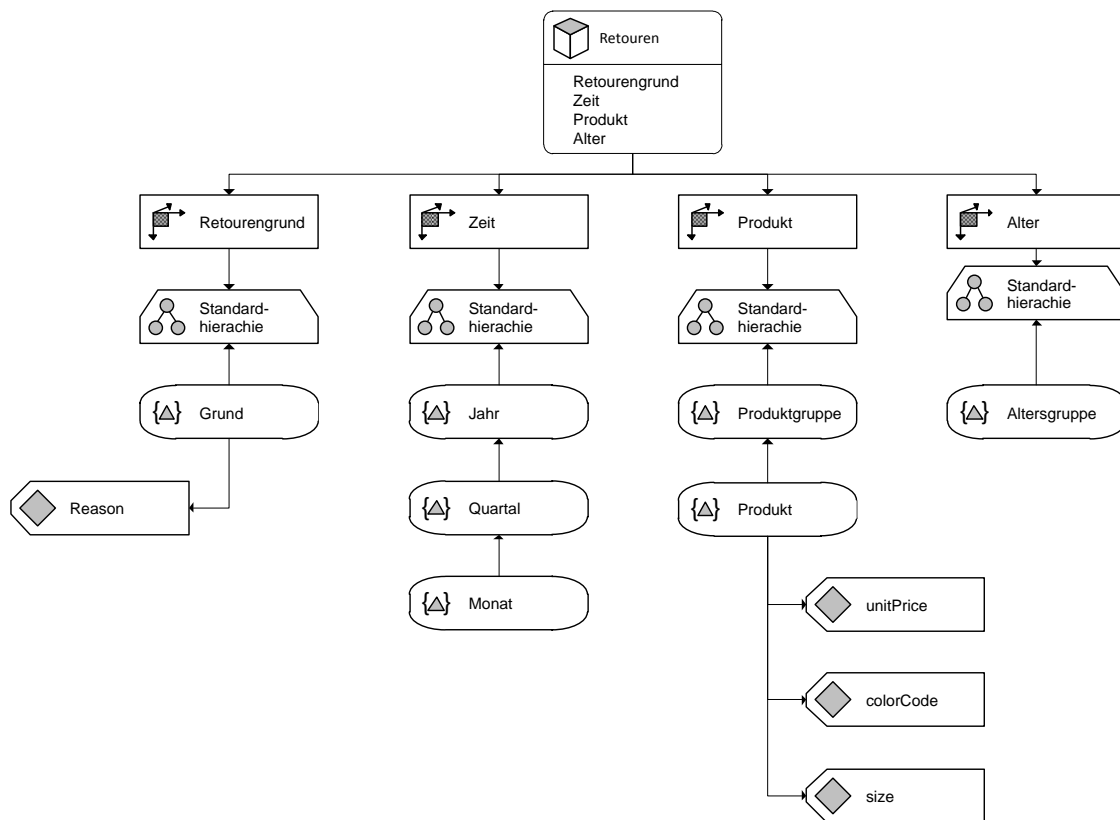 Retouren
Retourengrund
Zeit
Produkt
Alter
Retourengrund
Zeit
Produkt
Alter
Standard-
hierachie
Standard-
hierachie
Standard-
hierachie
Standard-
hierachie
{ } Grund
{ } Jahr
{ } Produktgruppe
{ } Altersgruppe
Reason
{ } Quartal
{ } Produkt
{ } Monat
unitPrice
colorCode
size